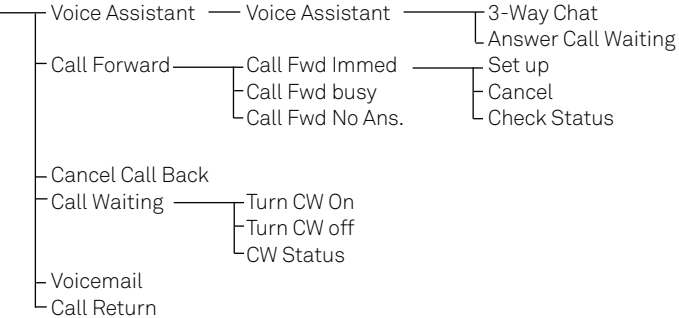 Voice Assistant Voice Assistant 3-Way Chat
Answer Call Waiting
Call Forward Call Fwd Immed Set up
Call Fwd busy Cancel
Call Fwd No Ans. Check Status
Cancel Call Back
Call Waiting Turn CW On
Turn CW off
CW Status
Voicemail
Call Return